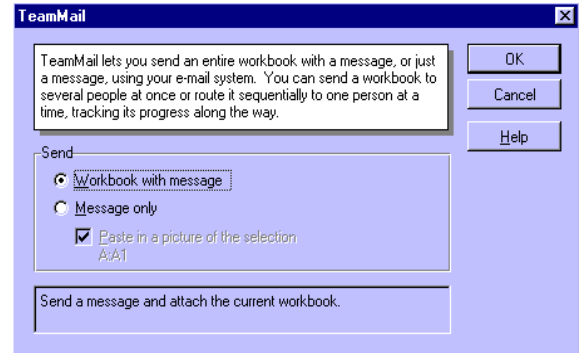 TeamMail
TeamMail lets you send an entire workbook with a message, or just
a message, using your e-mail system. You can send a workbook to
several people at once or route it sequentially to one person at a
time, tracking its progress along the way.
OK
Cancel
Help
Send
Workbook with message
Message only
Paste in a picture of the selection
A:A1
Send a message and attach the current workbook.